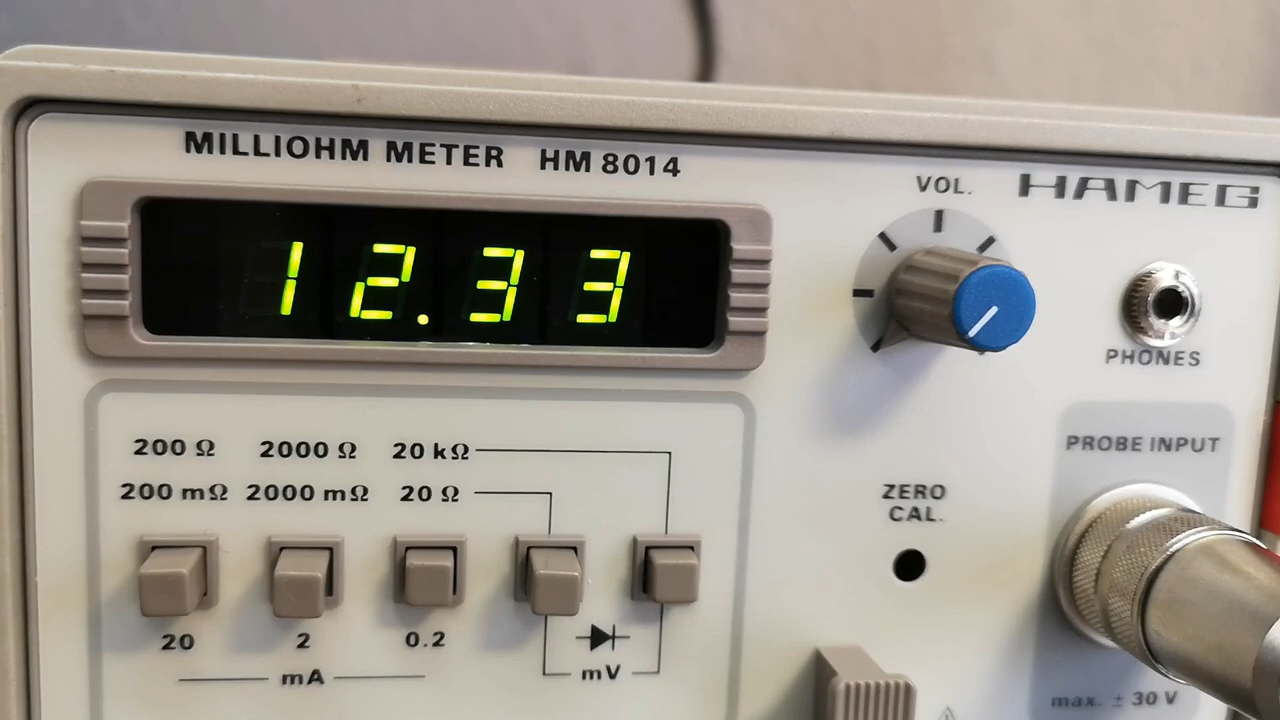 MILLIOHM METER HM 8014
HAMEG
12.33
VOL.
PHONES
200 Ω 2000 Ω 20 kΩ
200 mΩ 2000 mΩ 20 Ω
PROBE INPUT
ZERO
CAL.
20 2 0.2
mA
mV
max. ± 30 V